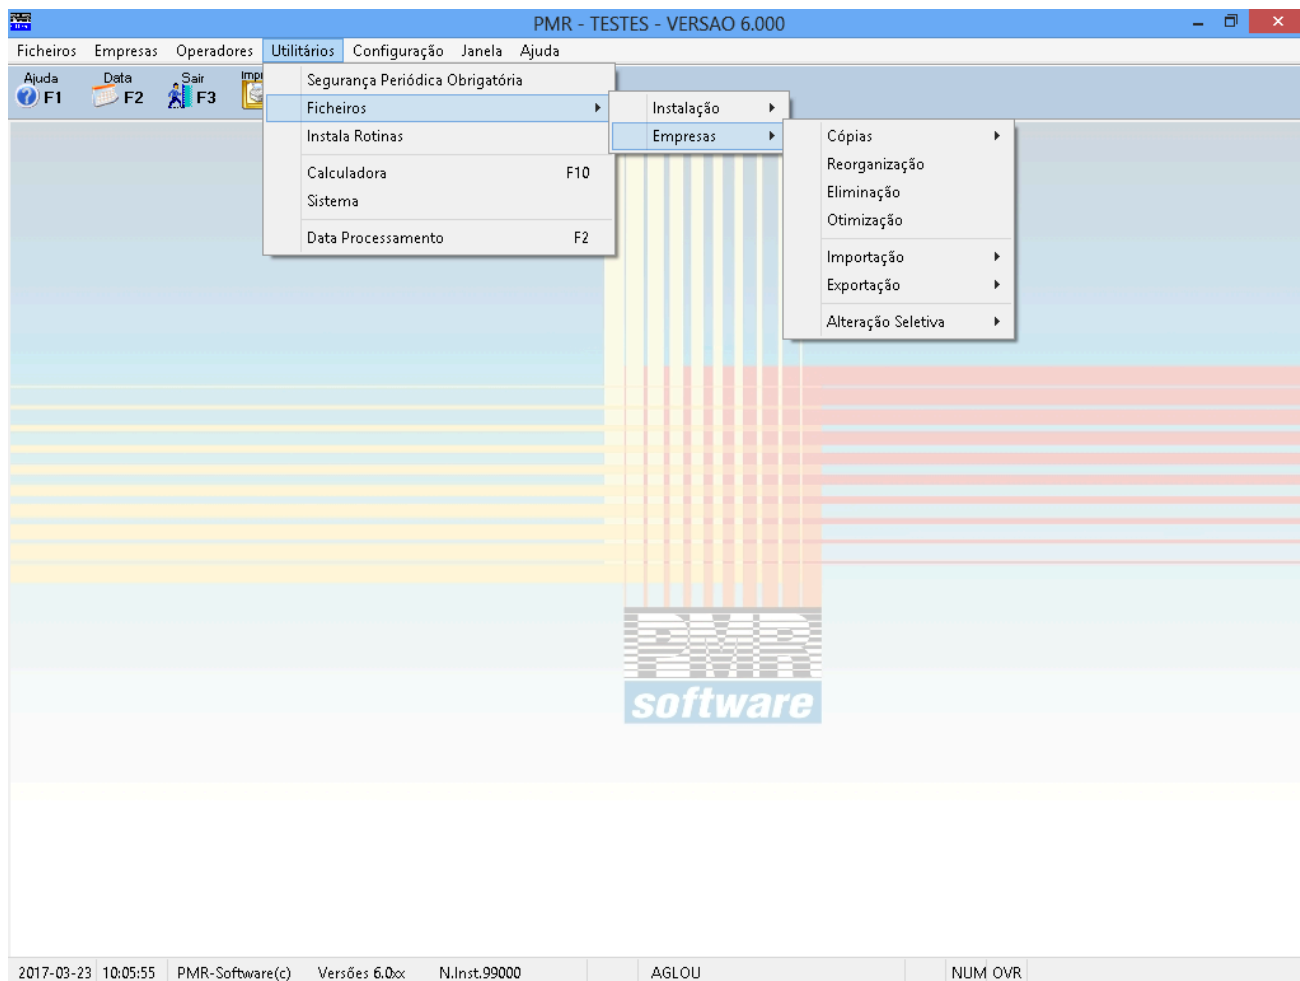 PMR - TESTES - VERSAO 6.000
Ficheiros Empresas Operadores Utilitários Configuração Janela Ajuda
Ajuda F1 Data F2 Sair F3
Segurança Periódica Obrigatória
Ficheiros
Instala Rotinas
Calculadora F10
Sistema
Data Processamento F2
Instalação
Empresas
Cópias
Reorganização
Eliminação
Otimização
Importação
Exportação
Alteração Seletiva
PMR
software
2017-03-23 10:05:55 PMR-Software(c) Versões 6.0xx N.Inst.99000 AGLOU NUM OVR